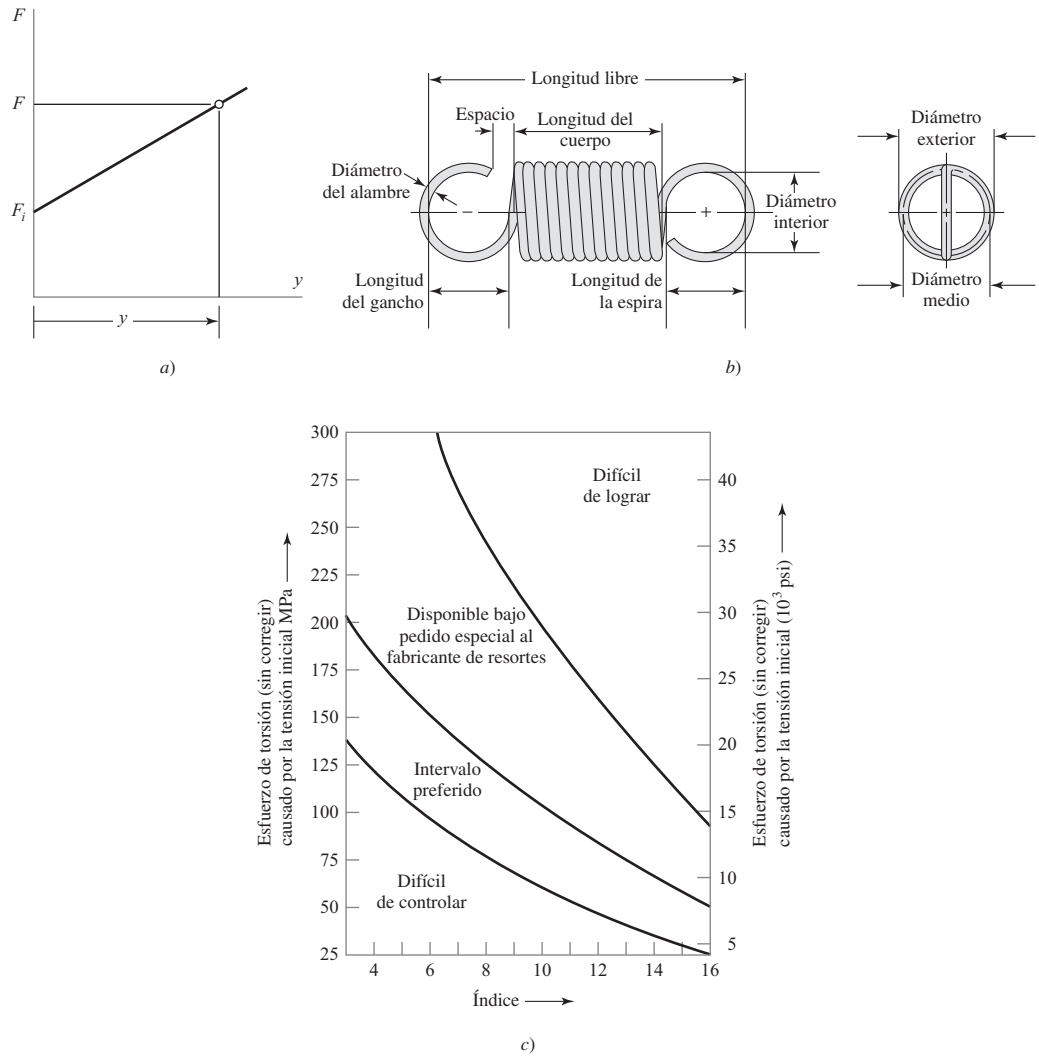 F
F
Fi
y
y
a)
Longitud libre
Espacio
Longitud del
cuerpo
Diámetro
del alambre
Diámetro
interior
Longitud
del gancho
Longitud de
la espira
Diámetro
exterior
Diámetro
medio
b)
300
275
250
225
200
175
150
125
100
75
50
25
Esfuerzo de torsión (sin corregir)
causado por la tensión inicial MPa
Difícil
de lograr
Disponible bajo
pedido especial al
fabricante de resortes
Intervalo
preferido
Difícil
de controlar
40
35
30
25
20
15
10
5
Esfuerzo de torsión (sin corregir)
causado por la tensión inicial (10³ psi)
4 6 8 10 12 14 16
Índice
c)